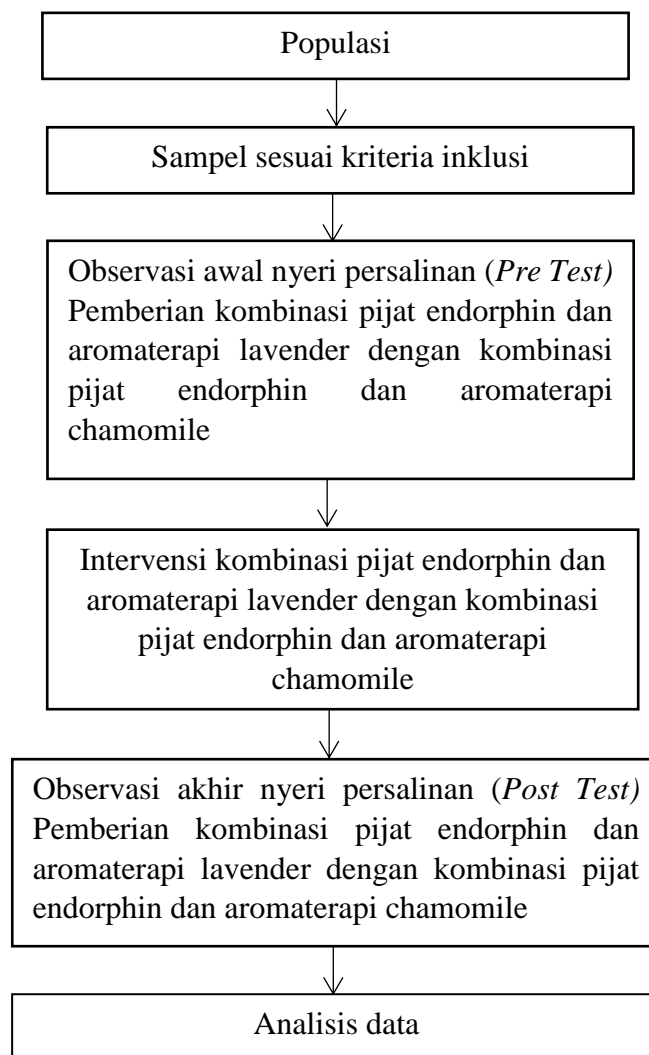 Populasi
Sampel sesuai kriteria inklusi
Observasi awal nyeri persalinan (Pre Test)
Pemberian kombinasi pijat endorphin dan
aromaterapi lavender dengan kombinasi
pijat endorphin dan aromaterapi
chamomile
Intervensi kombinasi pijat endorphin dan
aromaterapi lavender dengan kombinasi
pijat endorphin dan aromaterapi
chamomile
Observasi akhir nyeri persalinan (Post Test)
Pemberian kombinasi pijat endorphin dan
aromaterapi lavender dengan kombinasi pijat
endorphin dan aromaterapi chamomile
Analisis data